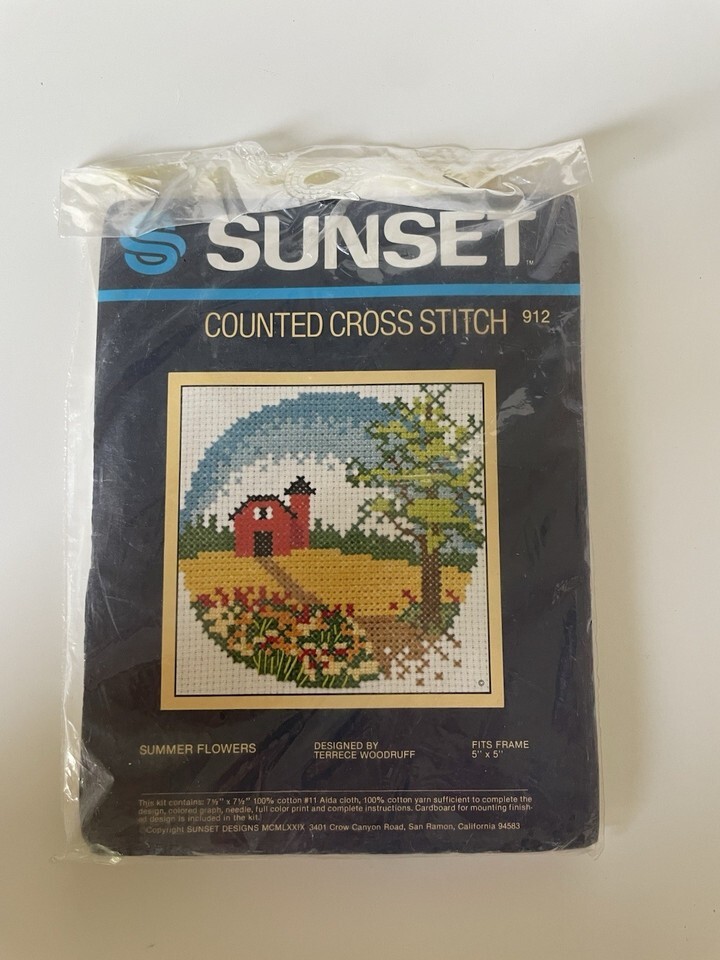 SUNSET™
COUNTED CROSS STITCH 912
©
SUMMER FLOWERS
DESIGNED BY
TERRECE WOODRUFF
FITS FRAME
5" x 5"
This kit contains: 7½" x 7½" 100% cotton #11 Aida cloth, 100% cotton yarn sufficient to complete the
design, colored graph, needle, full color print and complete instructions. Cardboard for mounting finish-
ed design is included in the kit.
©Copyright SUNSET DESIGNS MCMLXXIX 3401 Crow Canyon Road, San Ramon, California 94583